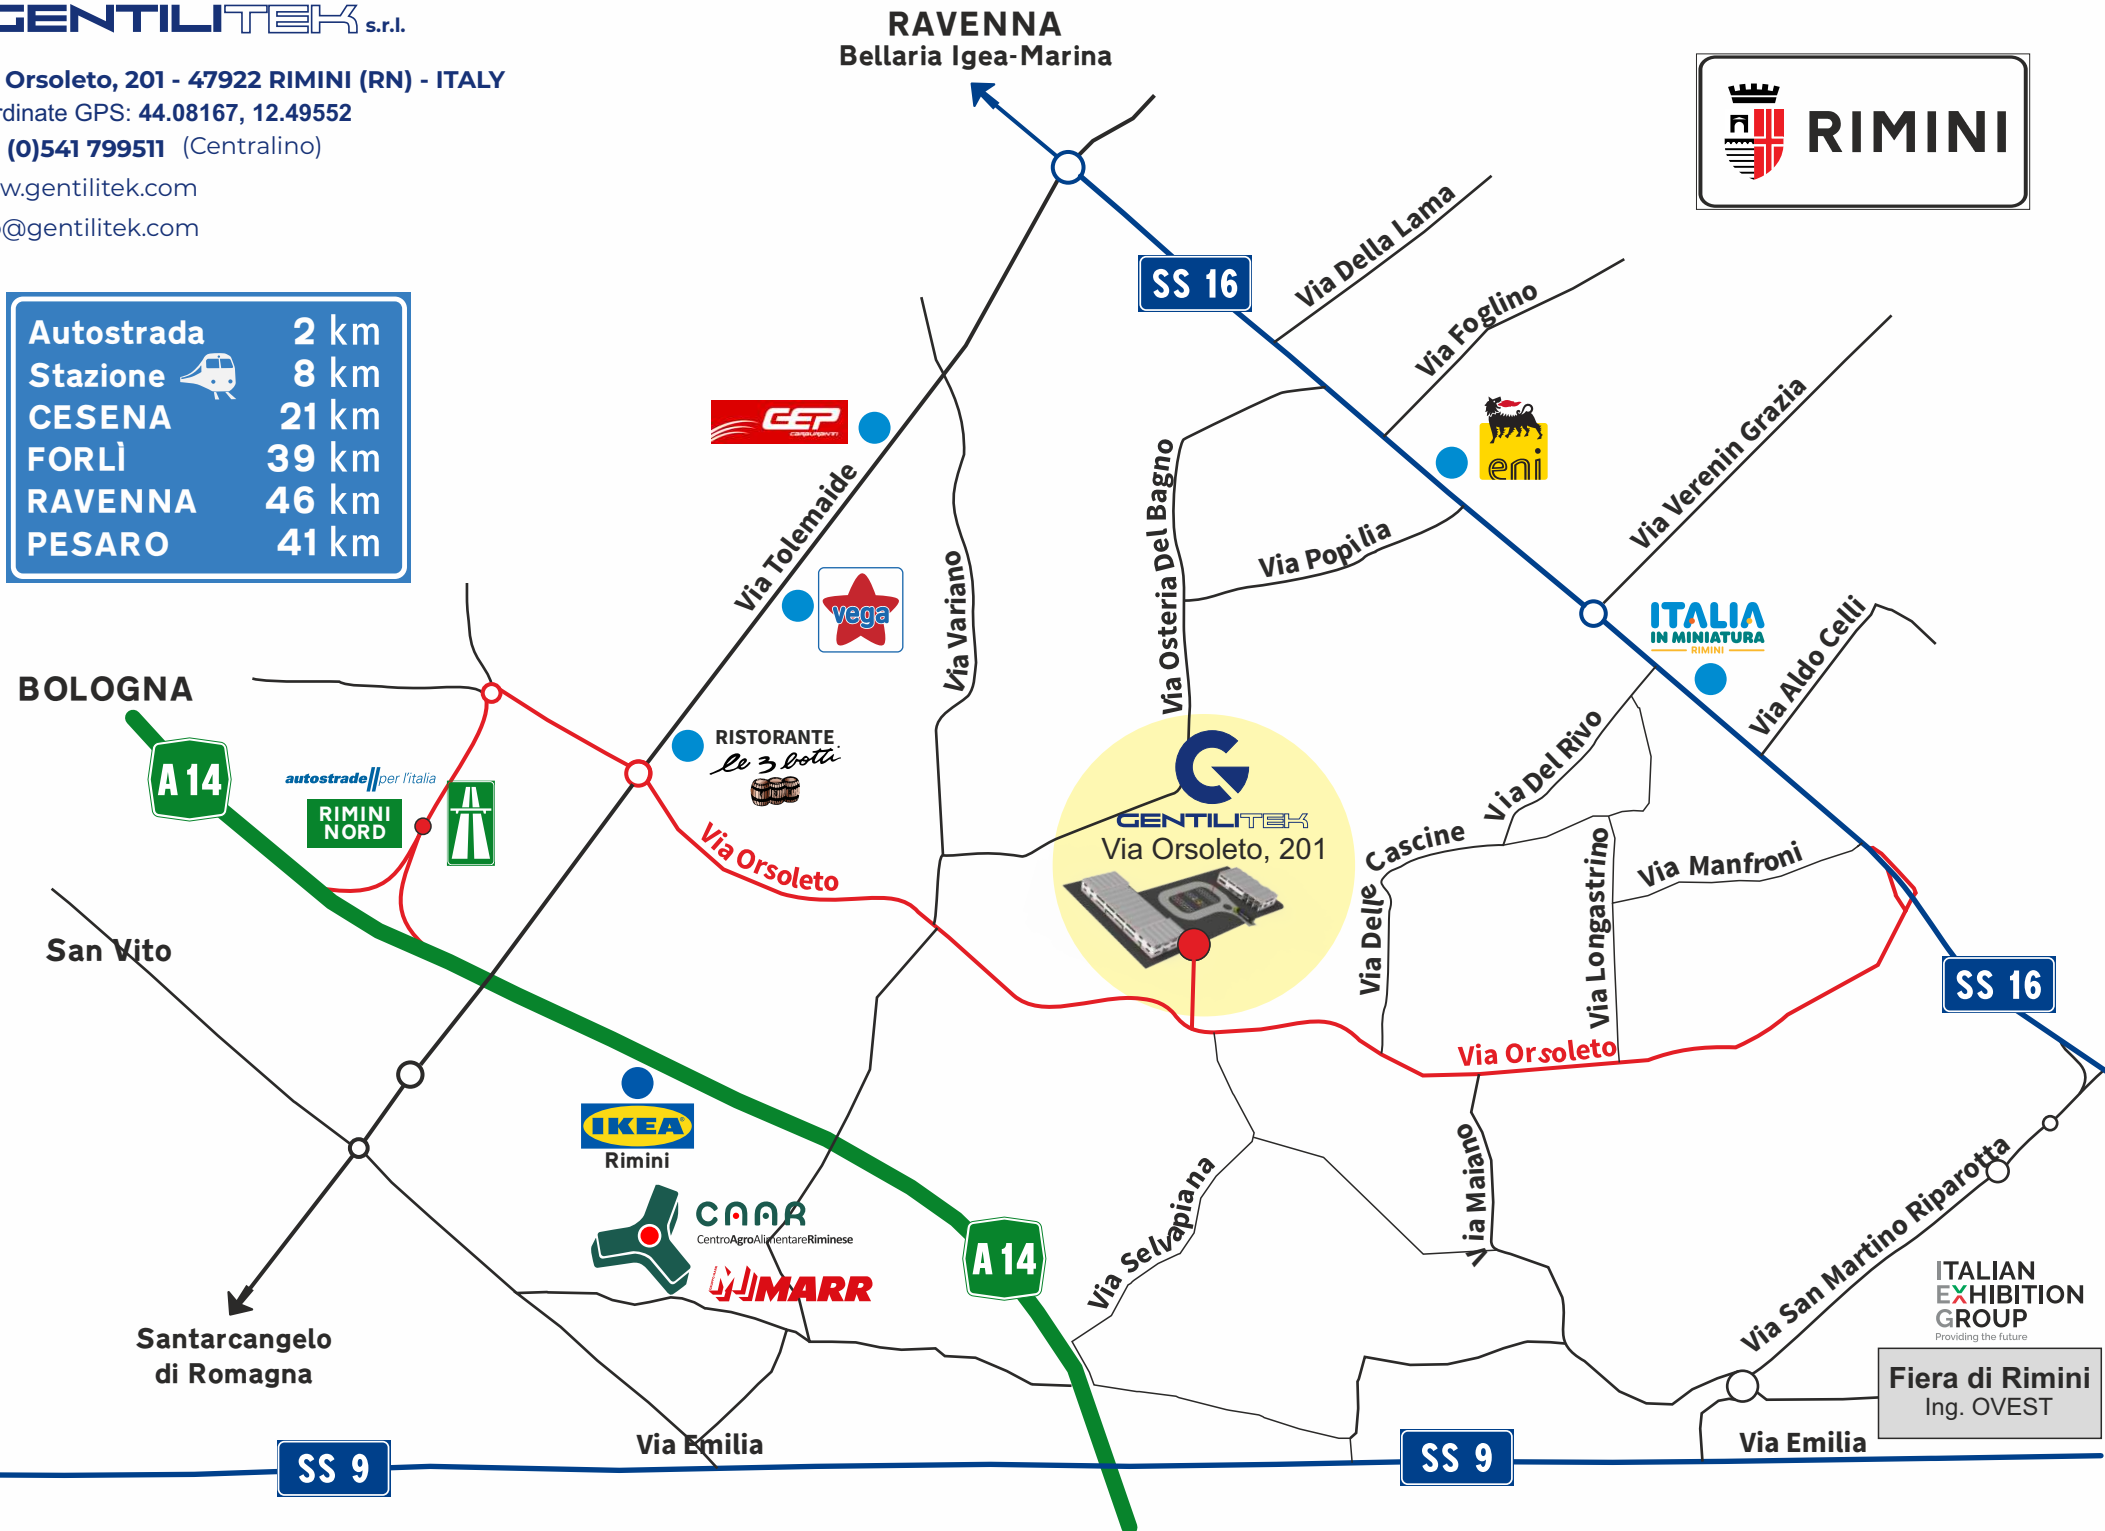 GENTILITEK s.r.l.
Orsoleto, 201 - 47922 RIMINI (RN) - ITALY
rdinate GPS: 44.08167, 12.49552
(0)541 799511 (Centralino)
w.gentilitek.com
@gentilitek.com
RAVENNA
Bellaria Igea-Marina
RIMINI
Autostrada 2 km
Stazione 8 km
CESENA 21 km
FORLÌ 39 km
RAVENNA 46 km
PESARO 41 km
SS 16
Via Della Lama
Via Foglino
Via Verenin Grazia
GEP
CARBURANTI
eni
Via Tolemaide
Via Variano
Via Osteria Del Bagno
Via Popilia
vega
ITALIA
IN MINIATURA
RIMINI
Via Aldo Celli
BOLOGNA
A 14
autostrade per l'italia
RIMINI
NORD
RISTORANTE
le 3 botti
Via Orsoleto
GENTILITEK
Via Orsoleto, 201
Via Del Rivo
Via Delle Cascine
Via Longastrino
Via Manfroni
San Vito
SS 16
Via Orsoleto
IKEA
Rimini
CAAR
CentroAgroAlimentareRiminese
MARR
A 14
Via Selvapiana
Via Maiano
Via San Martino Riparotta
ITALIAN
EXHIBITION
GROUP
Providing the future
Fiera di Rimini
Ing. OVEST
Santarcangelo
di Romagna
Via Emilia
Via Emilia
SS 9
SS 9